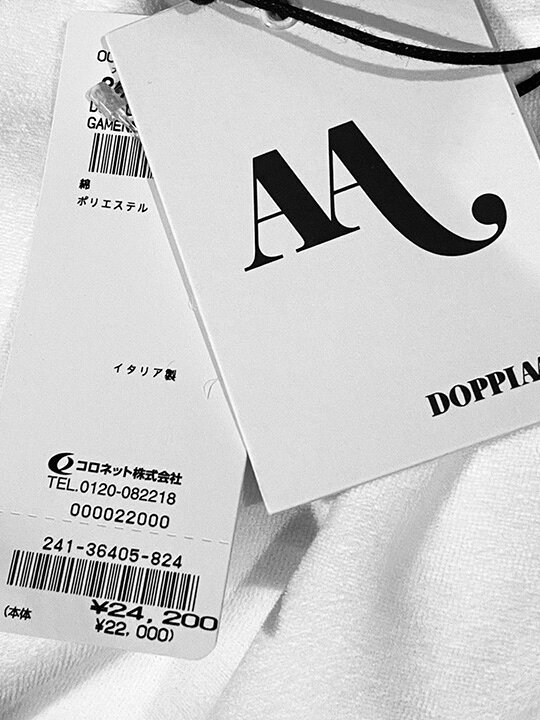 GAMEN
綿
ポリエステル
イタリア製
コロネット株式会社
TEL.0120-082218
000022000
241-36405-824
¥24,200
(本体 ¥22,000)
AA
DOPPIA